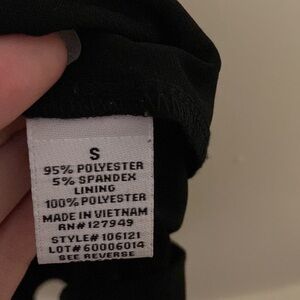 S
95% POLYESTER
5% SPANDEX
LINING
100% POLYESTER
MADE IN VIETNAM
RN# 127949
STYLE# 106121
LOT# 60006014
SEE REVERSE